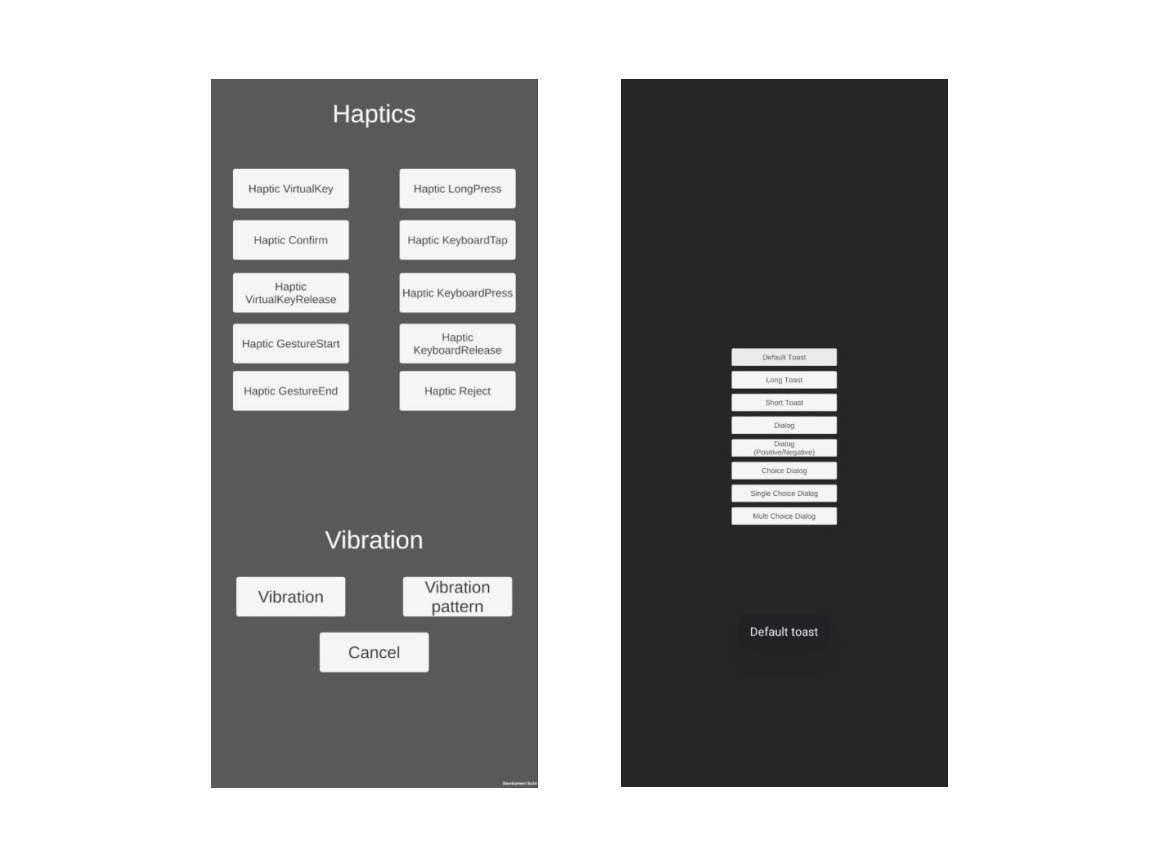 Haptics
Haptic VirtualKey
Haptic LongPress
Haptic Confirm
Haptic KeyboardTap
Haptic
VirtualKeyRelease
Haptic KeyboardPress
Haptic GestureStart
Haptic
KeyboardRelease
Haptic GestureEnd
Haptic Reject
Vibration
Vibration
Vibration
pattern
Cancel
Development Build
Default Toast
Long Toast
Short Toast
Dialog
Dialog
(Positive/Negative)
Choice Dialog
Single Choice Dialog
Multi Choice Dialog
Default toast